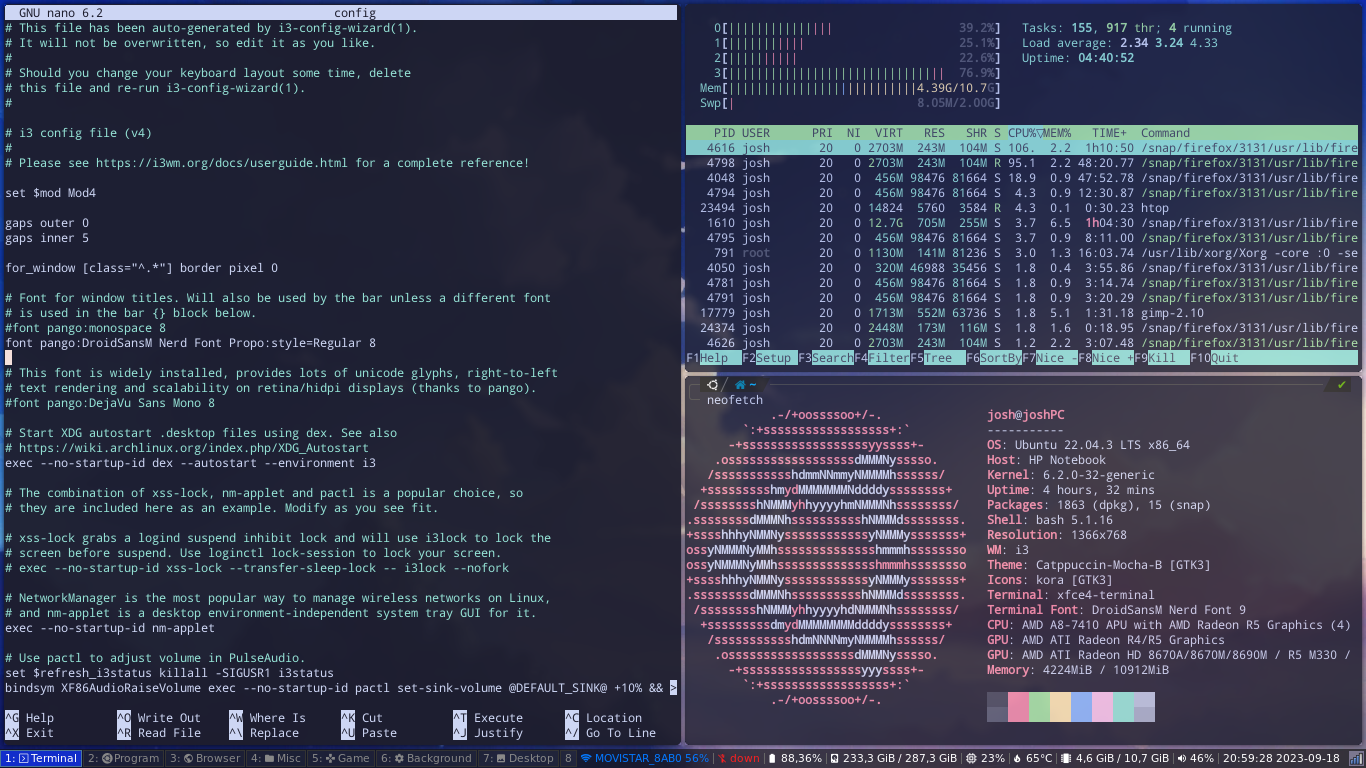 GNU nano 6.2 config
# This file has been auto-generated by i3-config-wizard(1).
# It will not be overwritten, so edit it as you like.
#
# Should you change your keyboard layout some time, delete
# this file and re-run i3-config-wizard(1).
#
# i3 config file (v4)
#
# Please see https://i3wm.org/docs/userguide.html for a complete reference!
set $mod Mod4
gaps outer 0
gaps inner 5
for_window [class="^.*"] border pixel 0
# Font for window titles. Will also be used by the bar unless a different font
# is used in the bar {} block below.
#font pango:monospace 8
font pango:DroidSansM Nerd Font Propo:style=Regular 8
# This font is widely installed, provides lots of unicode glyphs, right-to-left
# text rendering and scalability on retina/hidpi displays (thanks to pango).
#font pango:DejaVu Sans Mono 8
# Start XDG autostart .desktop files using dex. See also
# https://wiki.archlinux.org/index.php/XDG_Autostart
exec --no-startup-id dex --autostart --environment i3
# The combination of xss-lock, nm-applet and pactl is a popular choice, so
# they are included here as an example. Modify as you see fit.
# xss-lock grabs a logind suspend inhibit lock and will use i3lock to lock the
# screen before suspend. Use loginctl lock-session to lock your screen.
# exec --no-startup-id xss-lock --transfer-sleep-lock -- i3lock --nofork
# NetworkManager is the most popular way to manage wireless networks on Linux,
# and nm-applet is a desktop environment-independent system tray GUI for it.
exec --no-startup-id nm-applet
# Use pactl to adjust volume in PulseAudio.
set $refresh_i3status killall -SIGUSR1 i3status
bindsym XF86AudioRaiseVolume exec --no-startup-id pactl set-sink-volume @DEFAULT_SINK@ +10% && >
^G Help ^O Write Out ^W Where Is ^K Cut ^T Execute ^C Location
^X Exit ^R Read File ^\ Replace ^U Paste ^J Justify ^/ Go To Line
0[|||||||||||||||||| 39.2%] Tasks: 155, 917 thr; 4 running
1[||||||||||||| 25.1%] Load average: 2.34 3.24 4.33
2[|||||||||||| 22.6%] Uptime: 04:40:52
3[|||||||||||||||||||||||||||||||||||| 76.9%]
Mem[||||||||||||||||||||||||||||||4.39G/10.7G]
Swp[| 8.05M/2.00G]
PID USER PRI NI VIRT RES SHR S CPU%▽MEM% TIME+ Command
4616 josh 20 0 2703M 243M 104M S 106. 2.2 1h10:50 /snap/firefox/3131/usr/lib/fire
4798 josh 20 0 2703M 243M 104M R 95.1 2.2 48:20.77 /snap/firefox/3131/usr/lib/fire
4048 josh 20 0 456M 98476 81664 S 18.9 0.9 47:52.78 /snap/firefox/3131/usr/lib/fire
4794 josh 20 0 456M 98476 81664 S 4.3 0.9 12:30.87 /snap/firefox/3131/usr/lib/fire
23494 josh 20 0 14824 5760 3584 R 4.3 0.1 0:30.23 htop
1610 josh 20 0 12.7G 705M 255M S 3.7 6.5 1h04:30 /snap/firefox/3131/usr/lib/fire
4795 josh 20 0 456M 98476 81664 S 3.7 0.9 8:11.00 /snap/firefox/3131/usr/lib/fire
791 root 20 0 1130M 141M 81236 S 3.0 1.3 16:03.74 /usr/lib/xorg/Xorg -core :0 -se
4050 josh 20 0 320M 46988 35456 S 1.8 0.4 3:55.86 /snap/firefox/3131/usr/lib/fire
4781 josh 20 0 456M 98476 81664 S 1.8 0.9 3:14.74 /snap/firefox/3131/usr/lib/fire
4791 josh 20 0 456M 98476 81664 S 1.8 0.9 3:20.29 /snap/firefox/3131/usr/lib/fire
17779 josh 20 0 1713M 552M 63736 S 1.8 5.1 1:31.18 gimp-2.10
24374 josh 20 0 2448M 173M 116M S 1.8 1.6 0:18.95 /snap/firefox/3131/usr/lib/fire
4626 josh 20 0 2703M 243M 104M S 1.2 2.2 3:07.48 /snap/firefox/3131/usr/lib/fire
F1Help F2Setup F3SearchF4FilterF5Tree F6SortByF7Nice -F8Nice +F9Kill F10Quit
~ ✔
neofetch
.-/+oossssoo+/-.
`:+ssssssssssssssssss+:`
-+ssssssssssssssssssyyssss+-
.ossssssssssssssssssdMMMNysssso.
/ssssssssssshdmmNNmmyNMMMMhssssss/
+ssssssssshmydMMMMMMMNddddyssssssss+
/sssssssshNMMMyhhyyyyhmNMMMNhssssssss/
.ssssssssdMMMNhsssssssssshNMMMdssssssss.
+sssshhhyNMMNyssssssssssssyNMMMysssssss+
ossyNMMMNyMMhsssssssssssssshmmmhssssssso
ossyNMMMNyMMhsssssssssssssshmmmhssssssso
+sssshhhyNMMNyssssssssssssyNMMMysssssss+
.ssssssssdMMMNhsssssssssshNMMMdssssssss.
/sssssssshNMMMyhhyyyyhdNMMMNhssssssss/
+sssssssssdmydMMMMMMMMddddyssssssss+
/ssssssssssshdmNNNNmyNMMMMhssssss/
.ossssssssssssssssssdMMMNysssso.
-+sssssssssssssssssyyyssss+-
`:+ssssssssssssssssss+:`
.-/+oossssoo+/-.
josh@joshPC
-----------
OS: Ubuntu 22.04.3 LTS x86_64
Host: HP Notebook
Kernel: 6.2.0-32-generic
Uptime: 4 hours, 32 mins
Packages: 1863 (dpkg), 15 (snap)
Shell: bash 5.1.16
Resolution: 1366x768
WM: i3
Theme: Catppuccin-Mocha-B [GTK3]
Icons: kora [GTK3]
Terminal: xfce4-terminal
Terminal Font: DroidSansM Nerd Font 9
CPU: AMD A8-7410 APU with AMD Radeon R5 Graphics (4)
GPU: AMD ATI Radeon R4/R5 Graphics
GPU: AMD ATI Radeon HD 8670A/8670M/8690M / R5 M330 /
Memory: 4224MiB / 10912MiB
1: Terminal 2: Program 3: Browser 4: Misc 5: Game 6: Background 7: Desktop 8 MOVISTAR_8AB0 56% down 88,36% 233,3 GiB / 287,3 GiB 23% 65°C 4,6 GiB / 10,7 GiB 46% 20:59:28 2023-09-18